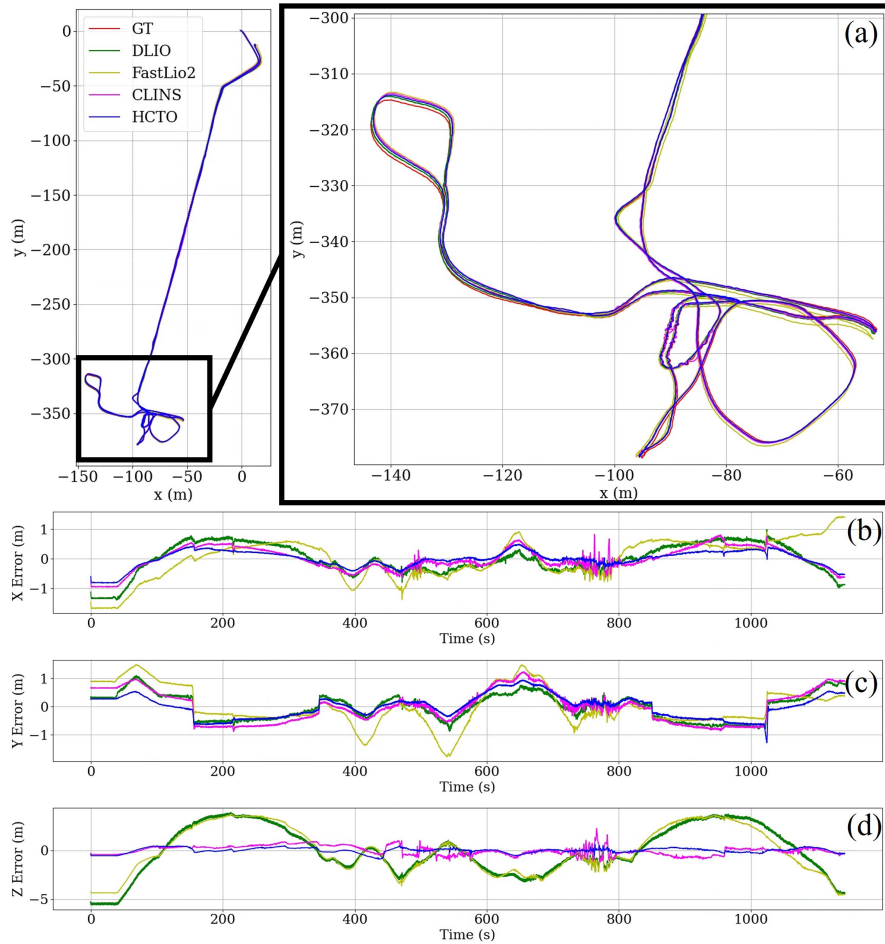 GT
DLIO
FastLio2
CLINS
HCTO
0
−50
−100
−150
−200
−250
−300
−350
y (m)
−150 −100 −50 0
x (m)
(a)
−300
−310
−320
−330
−340
−350
−360
−370
y (m)
−140 −120 −100 −80 −60
x (m)
(b)
X Error (m)
1
0
−1
0 200 400 600 800 1000
Time (s)
(c)
Y Error (m)
1
0
−1
0 200 400 600 800 1000
Time (s)
(d)
Z Error (m)
0
−5
0 200 400 600 800 1000
Time (s)